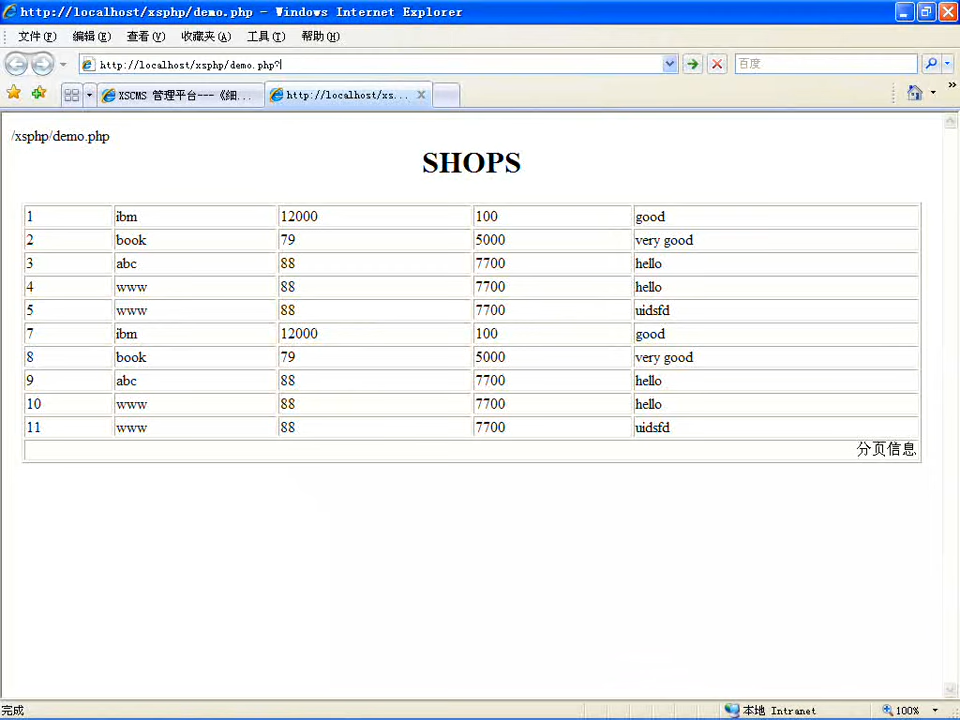 http://localhost/xsphp/demo.php - Windows Internet Explorer
文件(F) 编辑(E) 查看(V) 收藏夹(A) 工具(T) 帮助(H)
http://localhost/xsphp/demo.php?
百度
XSCMS 管理平台---《细... http://localhost/xs...
/xsphp/demo.php
SHOPS
1 ibm 12000 100 good
2 book 79 5000 very good
3 abc 88 7700 hello
4 www 88 7700 hello
5 www 88 7700 uidsfd
7 ibm 12000 100 good
8 book 79 5000 very good
9 abc 88 7700 hello
10 www 88 7700 hello
11 www 88 7700 uidsfd
分页信息
完成 本地 Intranet 100%